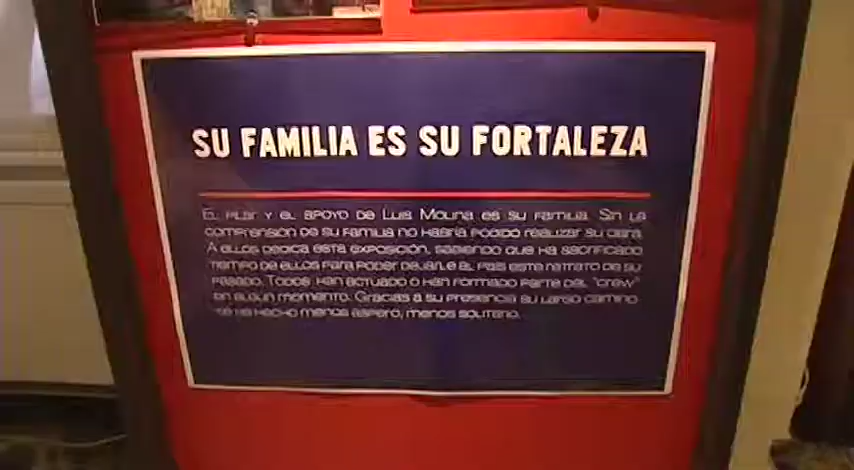 SU FAMILIA ES SU FORTALEZA
EL PILAR Y EL APOYO DE LUIS MOLINA ES SU FAMILIA. SIN LA
COMPRENSIÓN DE SU FAMILIA NO HABRÍA PODIDO REALIZAR SU OBRA.
A ELLOS DEDICA ESTA EXPOSICIÓN, SABIENDO QUE HA SACRIFICADO
TIEMPO DE ELLOS PARA PODER DEJARLE AL PAÍS ESTE RETRATO DE SU
PASADO. TODOS HAN ACTUADO O HAN FORMADO PARTE DEL "CREW"
EN ALGÚN MOMENTO. GRACIAS A SU PRESENCIA SU LARGO CAMINO
SE HA HECHO MENOS ÁSPERO, MENOS SOLITARIO.